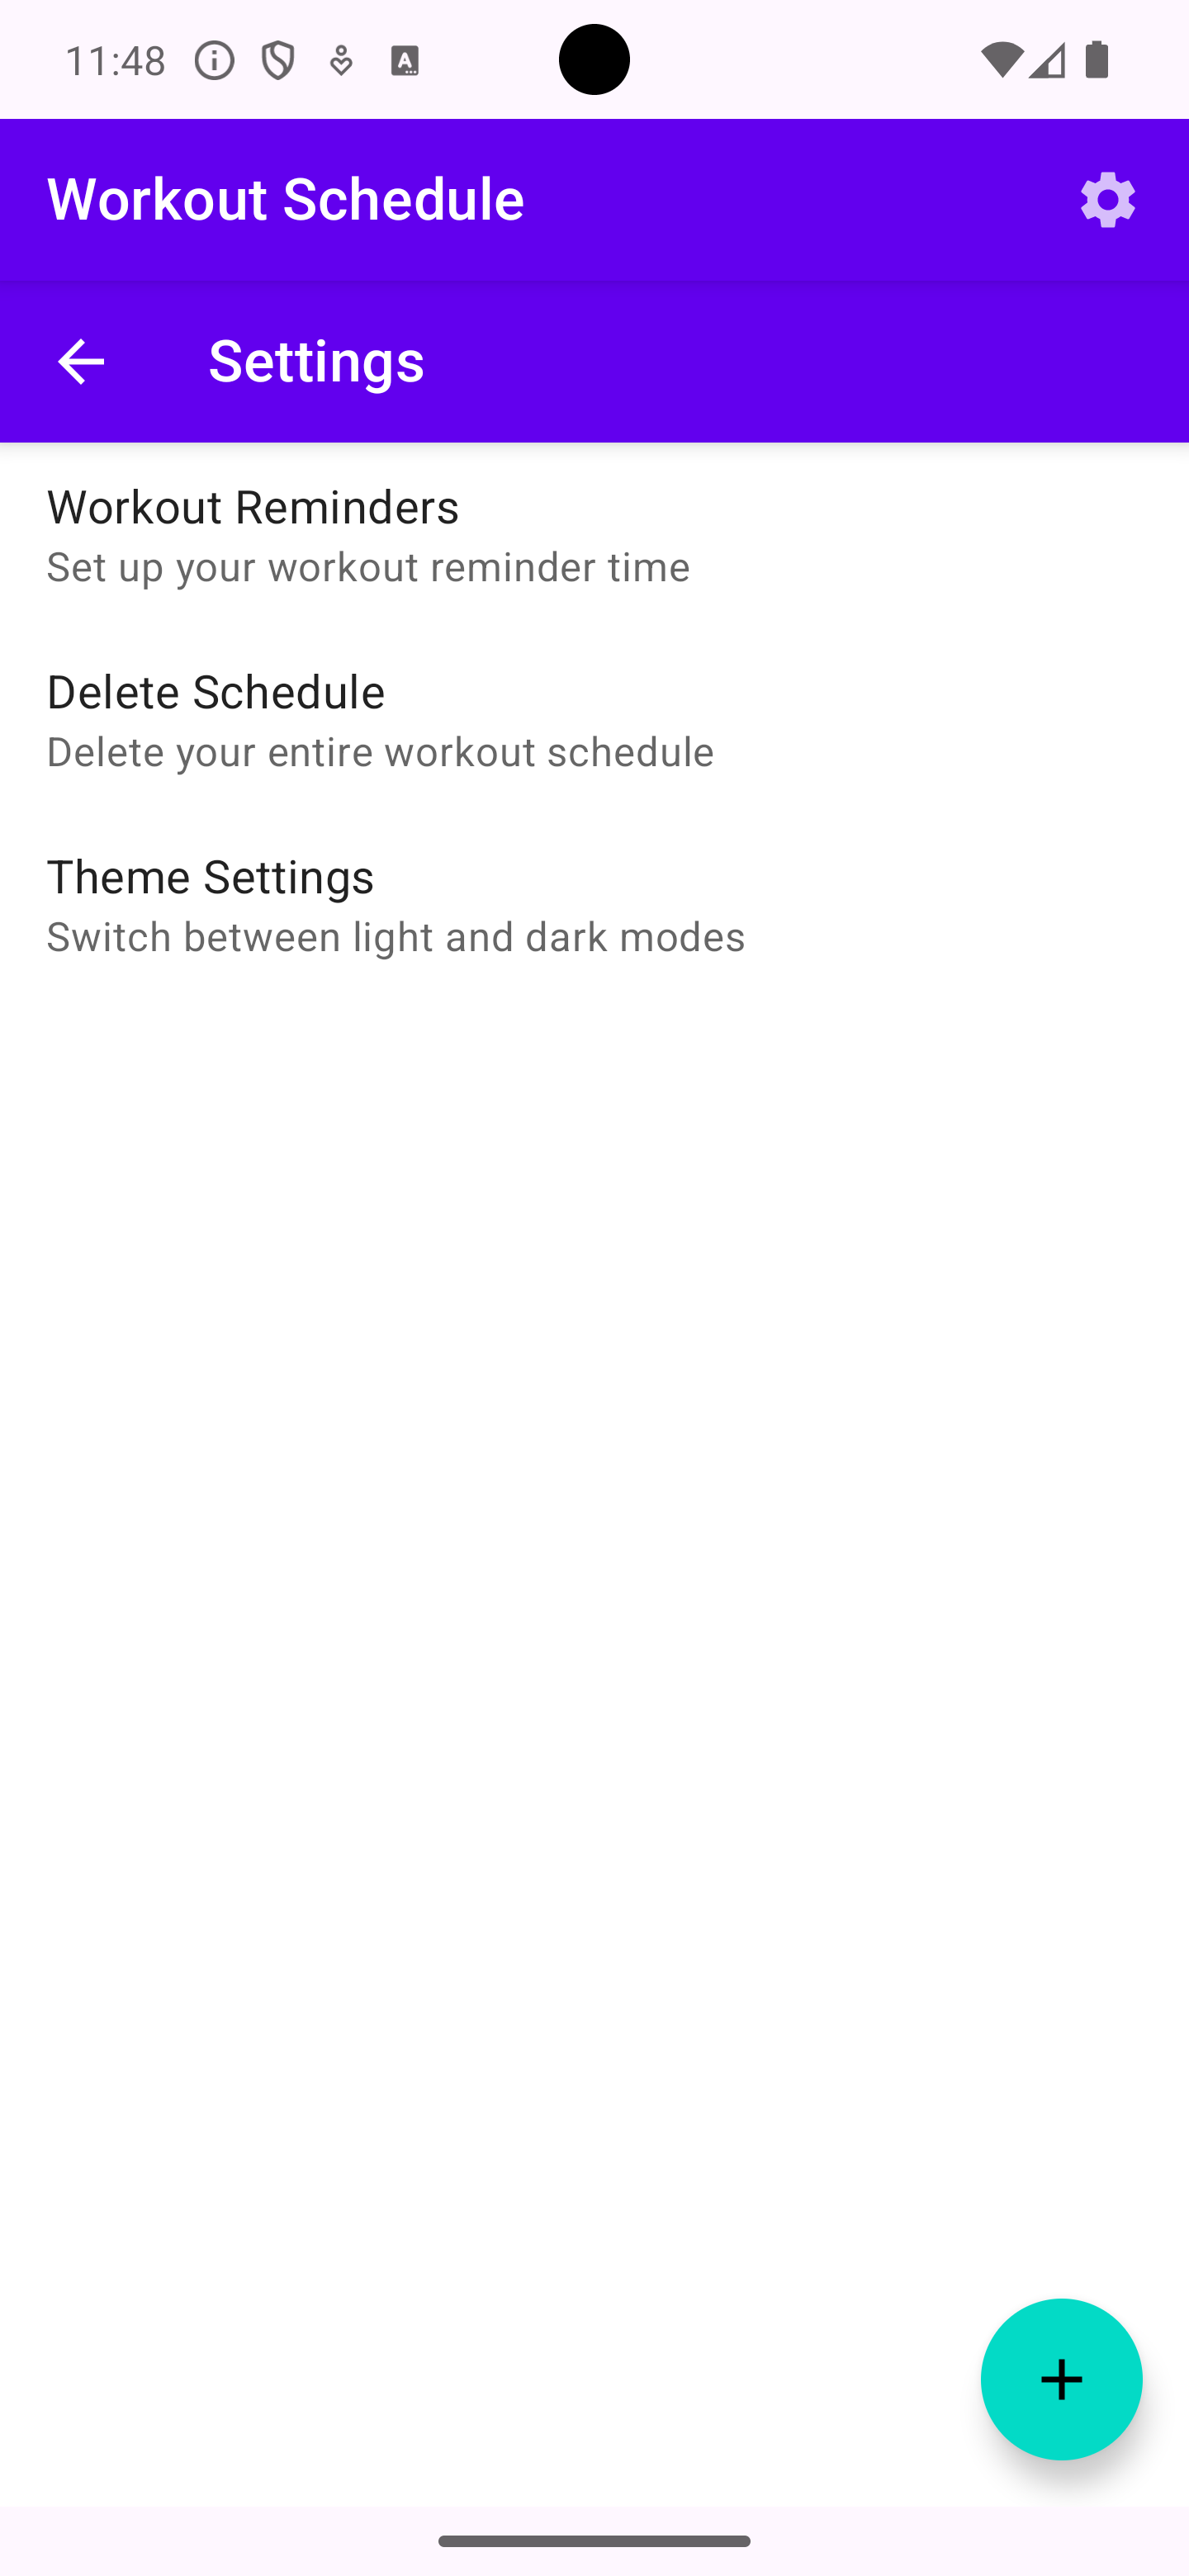 11:48
Workout Schedule
Settings
Workout Reminders
Set up your workout reminder time
Delete Schedule
Delete your entire workout schedule
Theme Settings
Switch between light and dark modes